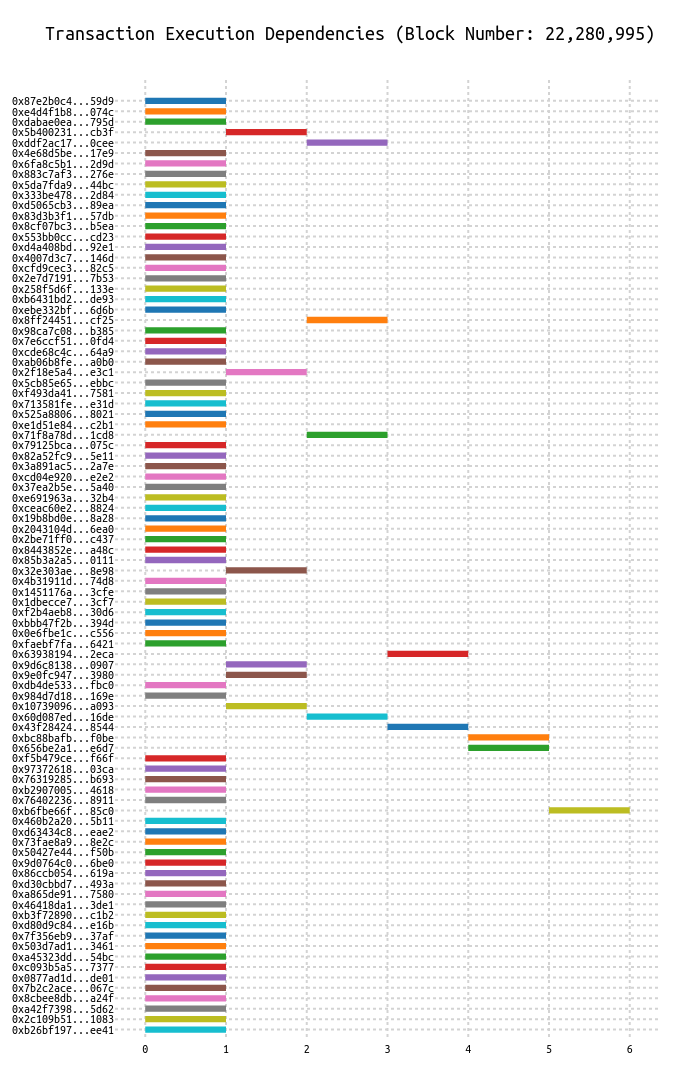 Transaction Execution Dependencies (Block Number: 22,280,995)
0x87e2b0c4...59d9
0xe4d4f1b8...074c
0xdabae0ea...795d
0x5b400231...cb3f
0xddf2ac17...0cee
0x4e68d5be...17e9
0x6fa8c5b1...2d9d
0x883c7af3...276e
0x5da7fda9...44bc
0x333be478...2d84
0xd5065cb3...89ea
0x83d3b3f1...57db
0x8cf07bc3...b5ea
0x553bb0cc...cd23
0xd4a408bd...92e1
0x4007d3c7...146d
0xcfd9cec3...82c5
0x2e7d7191...7b53
0x258f5d6f...133e
0xb6431bd2...de93
0xebe332bf...6d6b
0x8ff24451...cf25
0x98ca7c08...b385
0x7e6ccf51...0fd4
0xcde68c4c...64a9
0xab06b8fe...a0b0
0x2f18e5a4...e3c1
0x5cb85e65...ebbc
0xf493da41...7581
0x713581fe...e31d
0x525a8806...8021
0xe1d51e84...c2b1
0x71f8a78d...1cd8
0x79125bca...075c
0x82a52fc9...5e11
0x3a891ac5...2a7e
0xcd04e920...e2e2
0x37ea2b5e...5a40
0xe691963a...32b4
0xceac60e2...8824
0x19b8bd0e...8a28
0x2043104d...6ea0
0x2be71ff0...c437
0x8443852e...a48c
0x85b3a2a5...0111
0x32e303ae...8e98
0x4b31911d...74d8
0x1451176a...3cfe
0x1dbecce7...3cf7
0xf2b4aeb8...30d6
0xbbb47f2b...394d
0x0e6fbe1c...c556
0xfaebf7fa...6421
0x63938194...2eca
0x9d6c8138...0907
0x9e0fc947...3980
0xdb4de533...fbc0
0x984d7d18...169e
0x10739096...a093
0x60d087ed...16de
0x43f28424...8544
0xbc88bafb...f0be
0x656be2a1...e6d7
0xf5b479ce...f66f
0x97372618...03ca
0x76319285...b693
0xb2907005...4618
0x76402236...8911
0xb6fbe66f...85c0
0x460b2a20...5b11
0xd63434c8...eae2
0x73fae8a9...8e2c
0x50427e44...f50b
0x9d0764c0...6be0
0x86ccb054...619a
0xd30cbbd7...493a
0xa865de91...7580
0x46418da1...3de1
0xb3f72890...c1b2
0xd80d9c84...e16b
0x7f356eb9...37af
0x503d7ad1...3461
0xa45323dd...54bc
0xc093b5a5...7377
0x0877ad1d...de01
0x7b2c2ace...067c
0x8cbee8db...a24f
0xa42f7398...5d62
0x2c109b51...1083
0xb26bf197...ee41
0 1 2 3 4 5 6